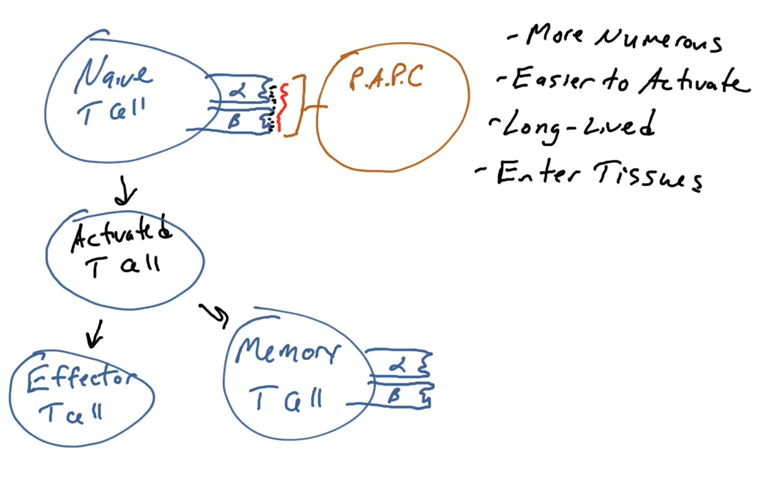 Naive
T Cell
α
β
P.A.P.C
- More Numerous
- Easier to Activate
- Long-Lived
- Enter Tissues
Activated
T Cell
Effector
T Cell
Memory
T Cell
α
β